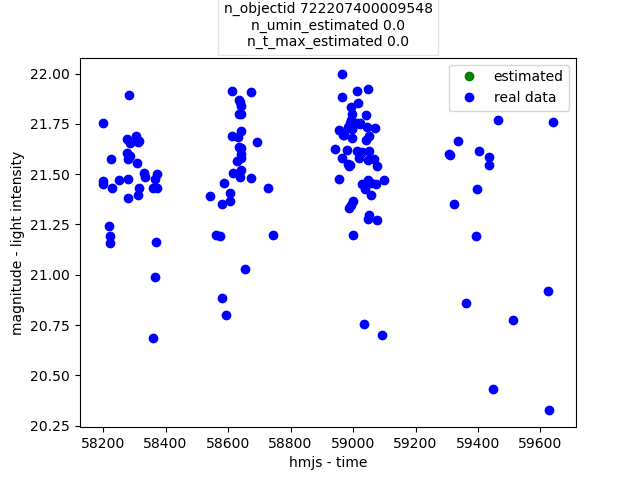 n_objectid 722207400009548
n_umin_estimated 0.0
n_t_max_estimated 0.0
estimated
real data
magnitude - light intensity
22.00
21.75
21.50
21.25
21.00
20.75
20.50
20.25
58200 58400 58600 58800 59000 59200 59400 59600
hmjs - time